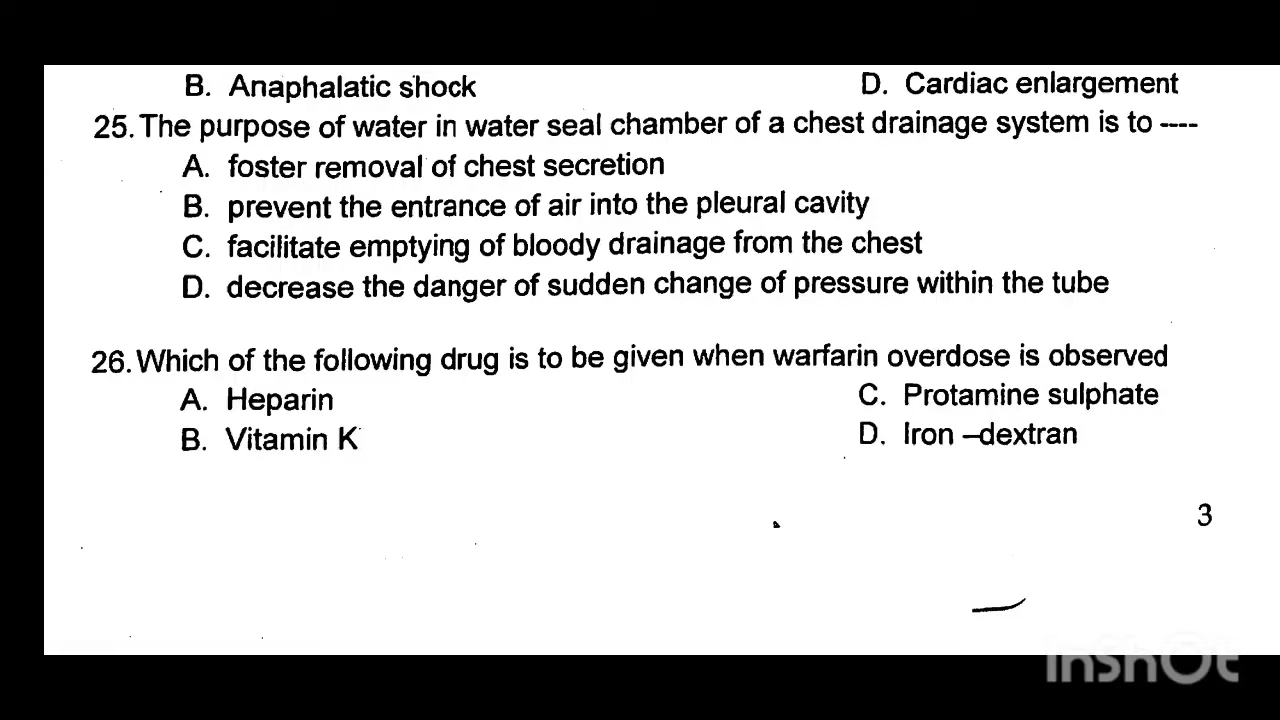 B. Anaphalatic shock D. Cardiac enlargement
25. The purpose of water in water seal chamber of a chest drainage system is to ----
A. foster removal of chest secretion
B. prevent the entrance of air into the pleural cavity
C. facilitate emptying of bloody drainage from the chest
D. decrease the danger of sudden change of pressure within the tube
26. Which of the following drug is to be given when warfarin overdose is observed
A. Heparin C. Protamine sulphate
B. Vitamin K D. Iron –dextran
3
InShOt